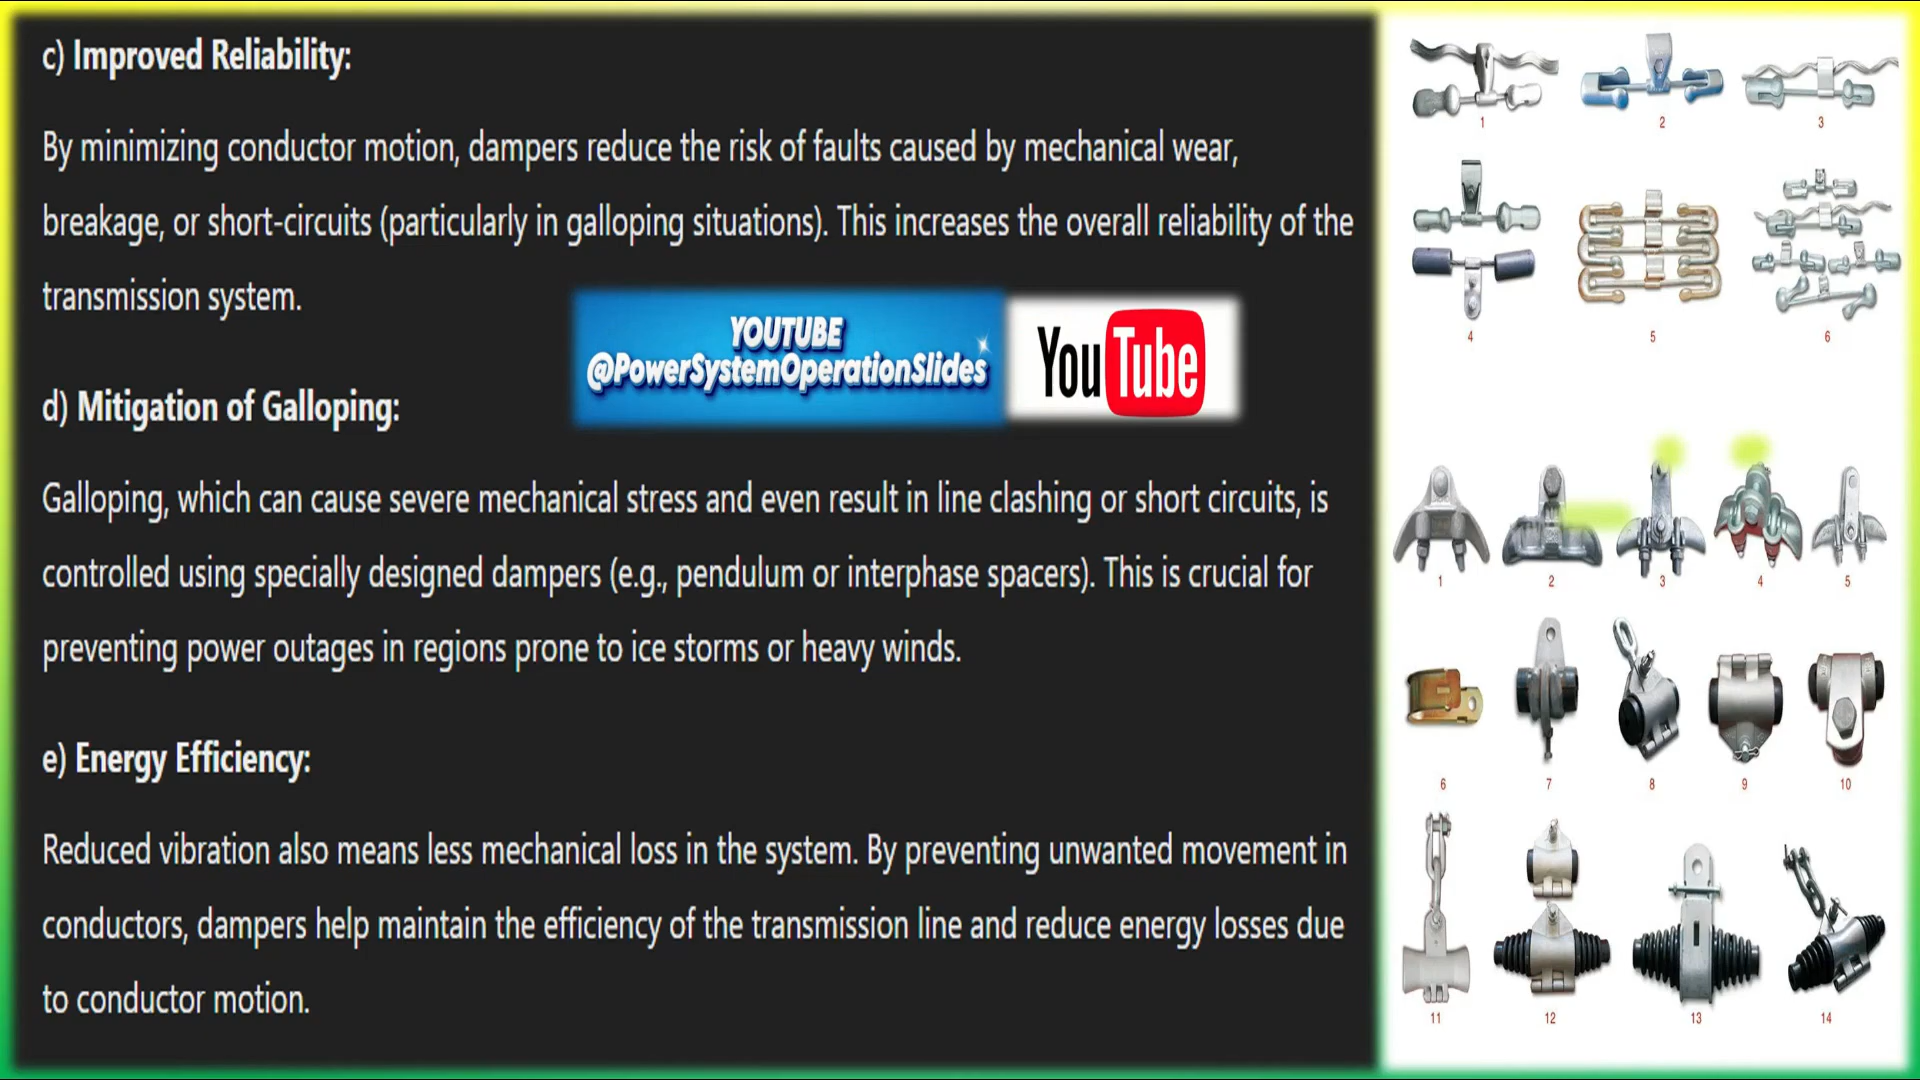 c) Improved Reliability:
By minimizing conductor motion, dampers reduce the risk of faults caused by mechanical wear,
breakage, or short-circuits (particularly in galloping situations). This increases the overall reliability of the
transmission system.
YOUTUBE
@PowerSystemOperationSlides
YouTube
d) Mitigation of Galloping:
Galloping, which can cause severe mechanical stress and even result in line clashing or short circuits, is
controlled using specially designed dampers (e.g., pendulum or interphase spacers). This is crucial for
preventing power outages in regions prone to ice storms or heavy winds.
e) Energy Efficiency:
Reduced vibration also means less mechanical loss in the system. By preventing unwanted movement in
conductors, dampers help maintain the efficiency of the transmission line and reduce energy losses due
to conductor motion.
1 2 3
4 5 6
1 2 3 4 5
6 7 8 9 10
11 12 13 14